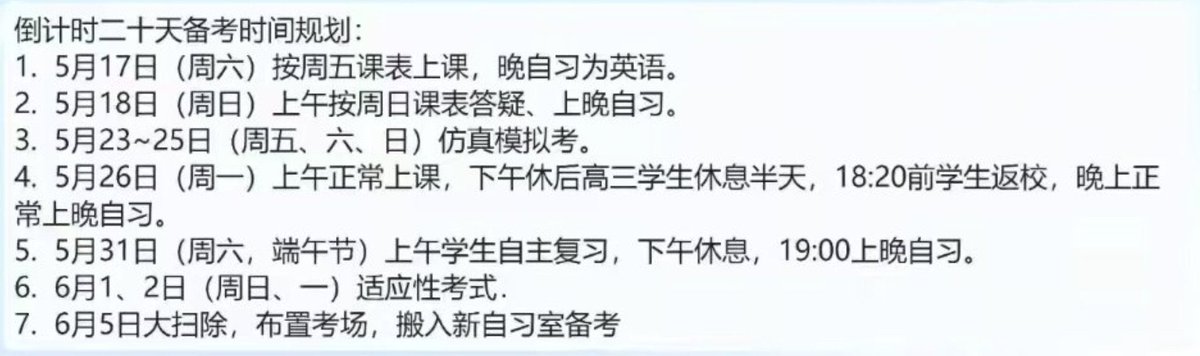 倒计时二十天备考时间规划：
1. 5月17日（周六）按周五课表上课，晚自习为英语。
2. 5月18日（周日）上午按周日课表答疑、上晚自习。
3. 5月23~25日（周五、六、日）仿真模拟考。
4. 5月26日（周一）上午正常上课，下午休后高三学生休息半天，18:20前学生返校，晚上正
常上晚自习。
5. 5月31日（周六，端午节）上午学生自主复习，下午休息，19:00上晚自习。
6. 6月1、2日（周日、一）适应性考式.
7. 6月5日大扫除，布置考场，搬入新自习室备考